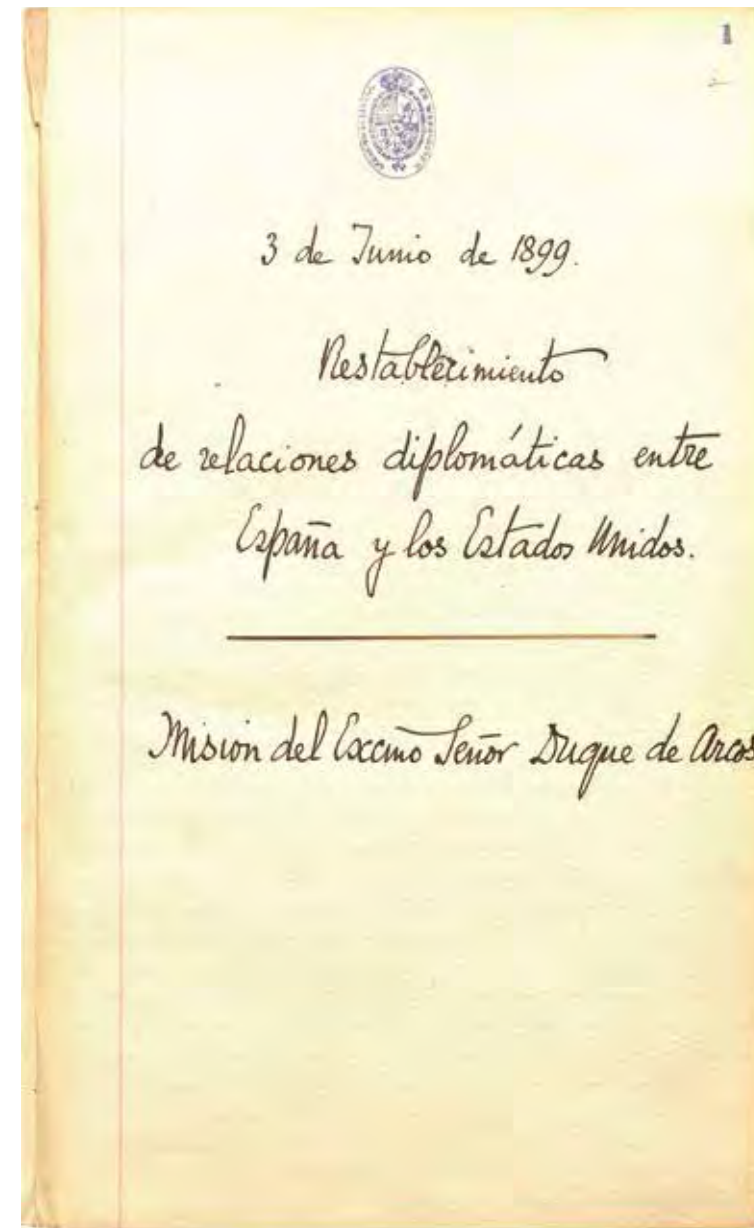 1
3 de Junio de 1899.
Restablecimiento
de relaciones diplomáticas entre
España y los Estados Unidos.
Misión del Excmo Señor Duque de Arcos